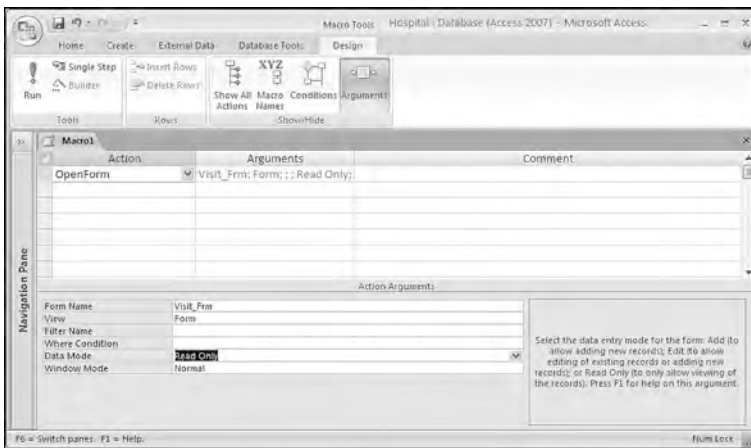 Macro Tools Hospital : Database (Access 2007) - Microsoft Access
Home Create External Data Database Tools Design
Run
Single Step
Builder
Tools
Insert Rows
Delete Rows
Rows
Show All Actions
Macro Names
Conditions
Arguments
Show/Hide
Macro1
Action Arguments Comment
OpenForm Visit_Frm; Form; ; ; Read Only;
Navigation Pane
Action Arguments
Form Name Visit_Frm
View Form
Filter Name
Where Condition
Data Mode Read Only
Window Mode Normal
Select the data entry mode for the form: Add (to
allow adding new records); Edit (to allow
editing of existing records or adding new
records); or Read Only (to only allow viewing of
the records). Press F1 for help on this argument.
F6 = Switch panes. F1 = Help. Num Lock